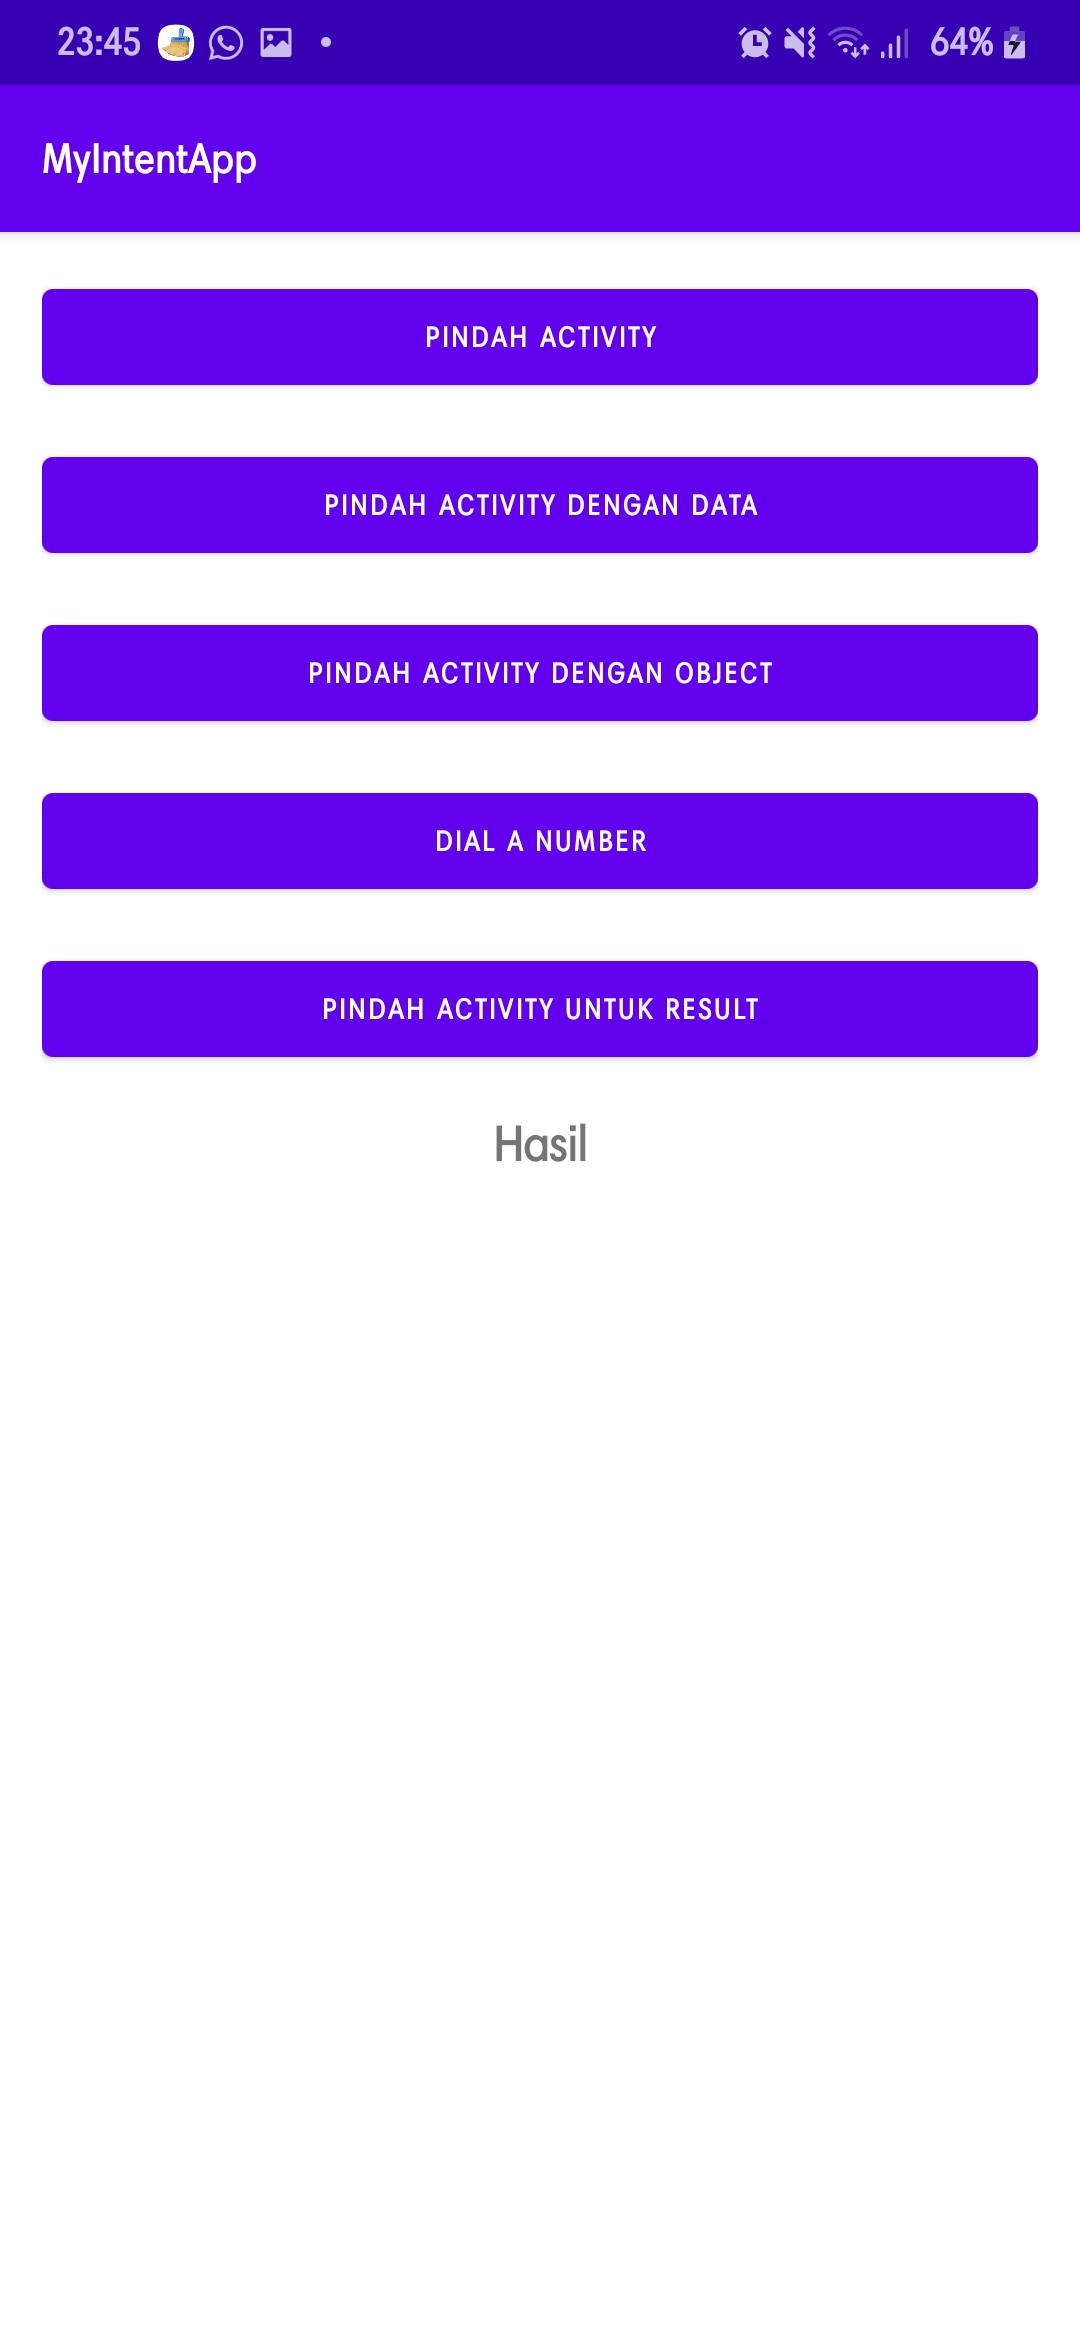 23:45 64%
MyIntentApp
PINDAH ACTIVITY
PINDAH ACTIVITY DENGAN DATA
PINDAH ACTIVITY DENGAN OBJECT
DIAL A NUMBER
PINDAH ACTIVITY UNTUK RESULT
Hasil